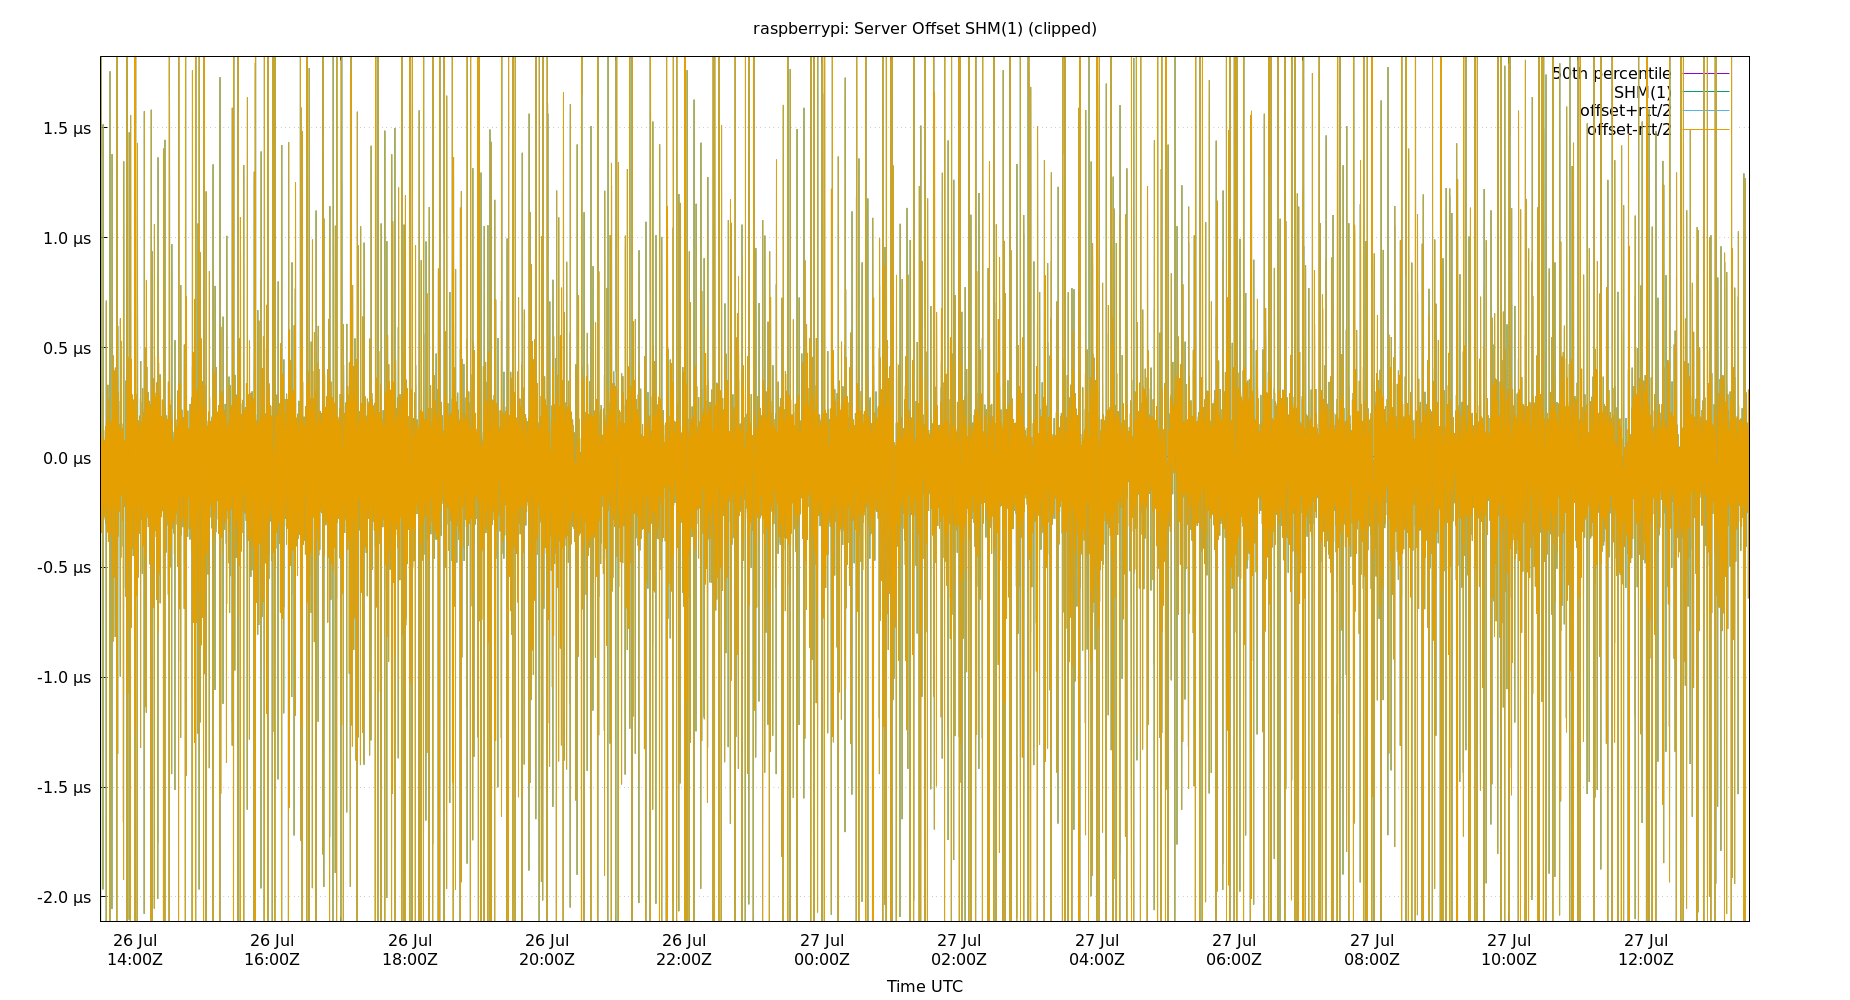 raspberrypi: Server Offset SHM(1) (clipped)
50th percentile
SHM(1)
offset+rtt/2
offset-rtt/2
1.5 µs
1.0 µs
0.5 µs
0.0 µs
-0.5 µs
-1.0 µs
-1.5 µs
-2.0 µs
26 Jul 26 Jul 26 Jul 26 Jul 26 Jul 27 Jul 27 Jul 27 Jul 27 Jul 27 Jul 27 Jul 27 Jul
14:00Z 16:00Z 18:00Z 20:00Z 22:00Z 00:00Z 02:00Z 04:00Z 06:00Z 08:00Z 10:00Z 12:00Z
Time UTC